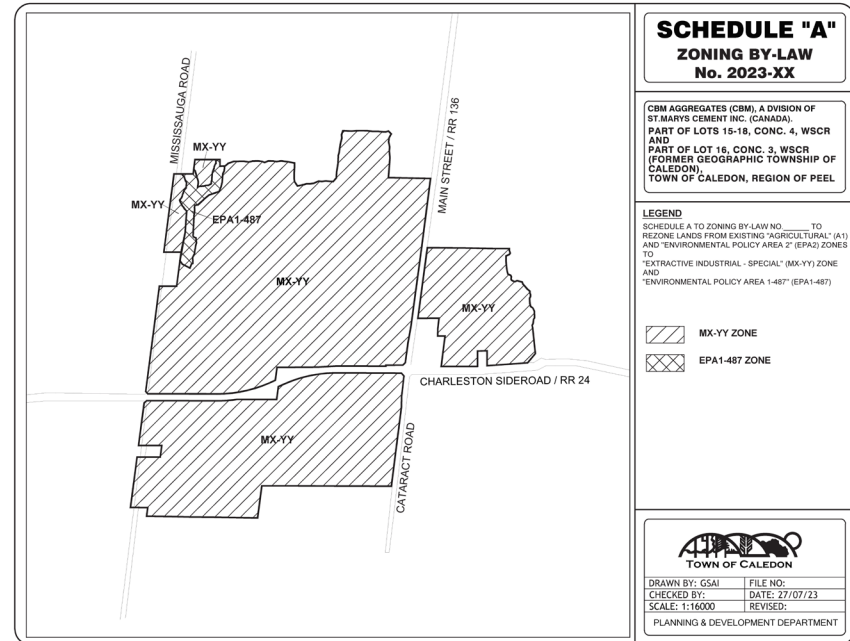 SCHEDULE "A"
ZONING BY-LAW
No. 2023-XX
CBM AGGREGATES (CBM), A DVISION OF
ST.MARYS CEMENT INC. (CANADA).
PART OF LOTS 15-18, CONC. 4, WSCR
AND
PART OF LOT 16, CONC. 3, WSCR
(FORMER GEOGRAPHIC TOWNSHIP OF
CALEDON),
TOWN OF CALEDON, REGION OF PEEL
LEGEND
SCHEDULE A TO ZONING BY-LAW NO.______ TO
REZONE LANDS FROM EXISTING "AGRICULTURAL" (A1)
AND "ENVIRONMENTAL POLICY AREA 2" (EPA2) ZONES
TO
"EXTRACTIVE INDUSTRIAL - SPECIAL" (MX-YY) ZONE
AND
"ENVIRONMENTAL POLICY AREA 1-487" (EPA1-487)
MX-YY ZONE
EPA1-487 ZONE
MISSISSAUGA ROAD
MAIN STREET / RR 136
MX-YY
MX-YY
EPA1-487
MX-YY
MX-YY
CHARLESTON SIDEROAD / RR 24
MX-YY
CATARACT ROAD
TOWN OF CALEDON
DRAWN BY: GSAI
FILE NO:
CHECKED BY:
DATE: 27/07/23
SCALE: 1:16000
REVISED:
PLANNING & DEVELOPMENT DEPARTMENT